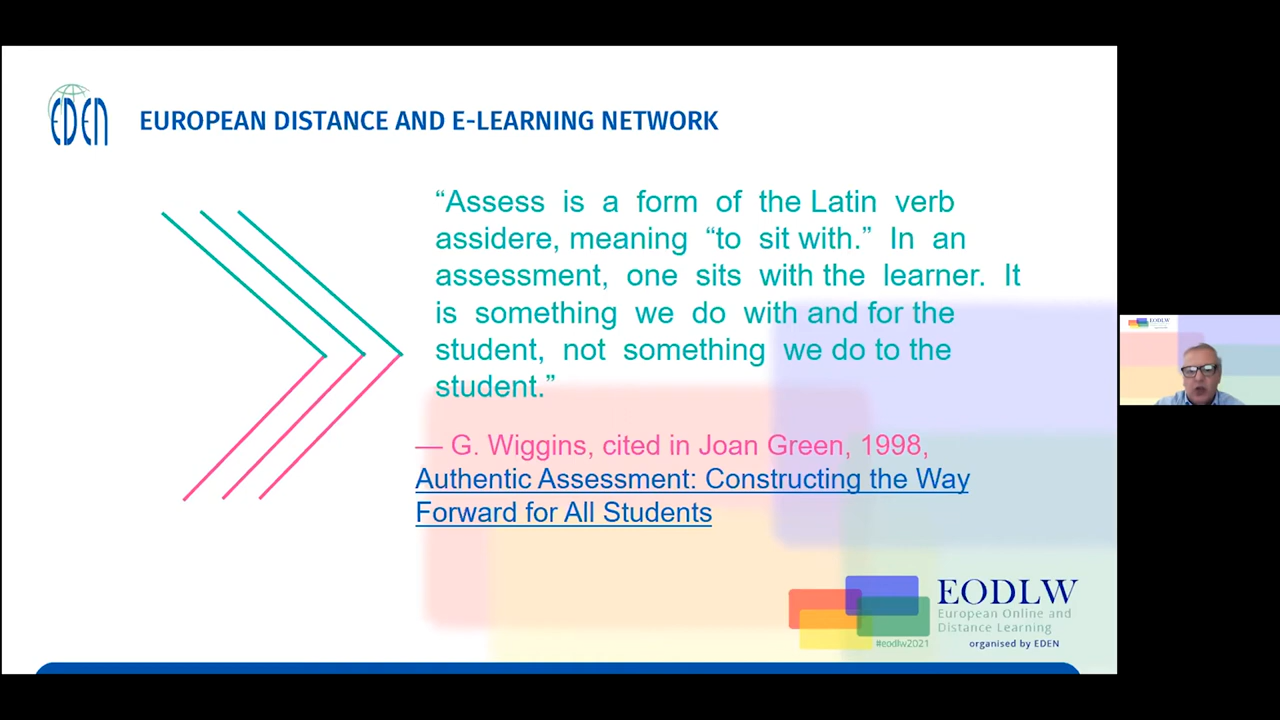 EDEN
EUROPEAN DISTANCE AND E-LEARNING NETWORK
“Assess is a form of the Latin verb
assidere, meaning “to sit with.” In an
assessment, one sits with the learner. It
is something we do with and for the
student, not something we do to the
student.”
— G. Wiggins, cited in Joan Green, 1998,
Authentic Assessment: Constructing the Way
Forward for All Students
EODLW
European Online and
Distance Learning
#eodlw2021
organised by EDEN
EODLW